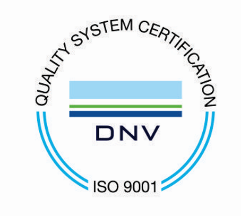 QUALITY SYSTEM CERTIFICATION
DNV
ISO 9001